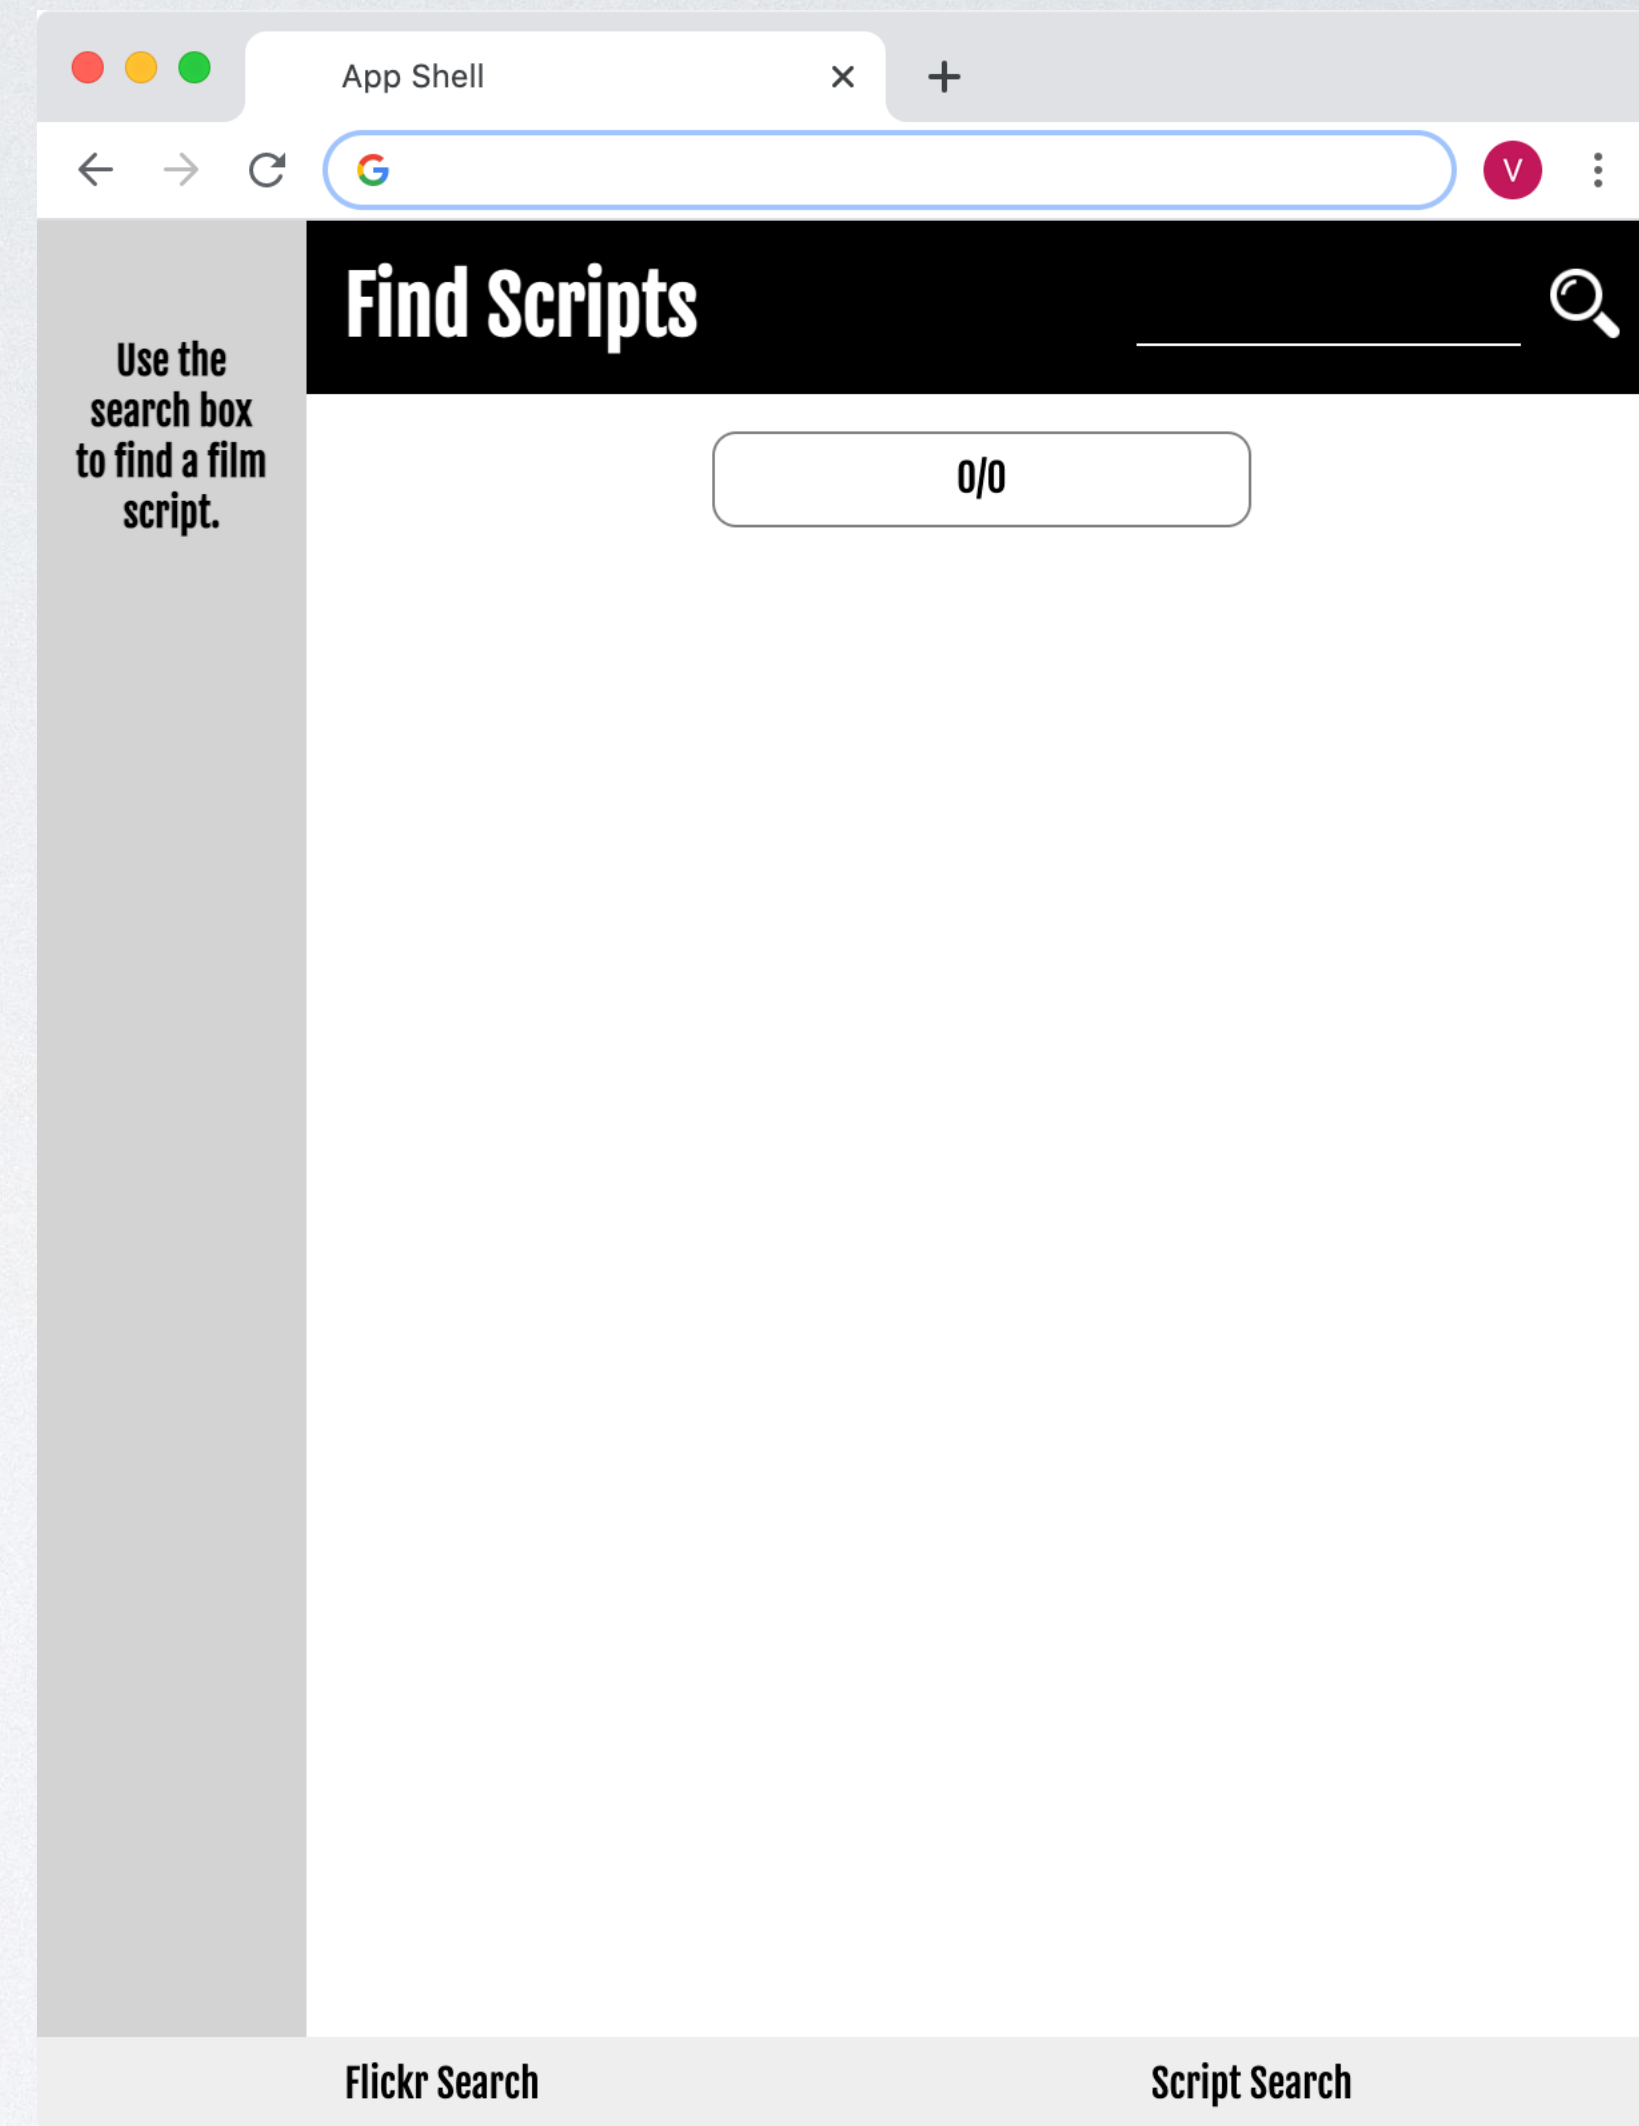 App Shell
V
Find Scripts
Use the
search box
to find a film
script.
0/0
Flickr Search
Script Search